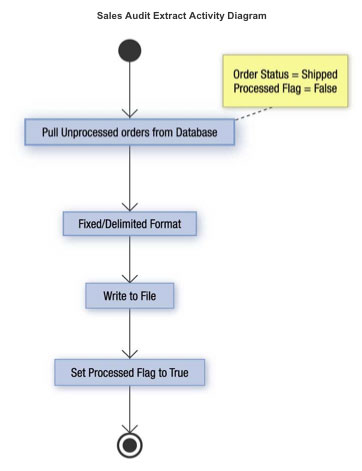 Sales Audit Extract Activity Diagram
Order Status = Shipped
Processed Flag = False
Pull Unprocessed orders from Database
Fixed/Delimited Format
Write to File
Set Processed Flag to True